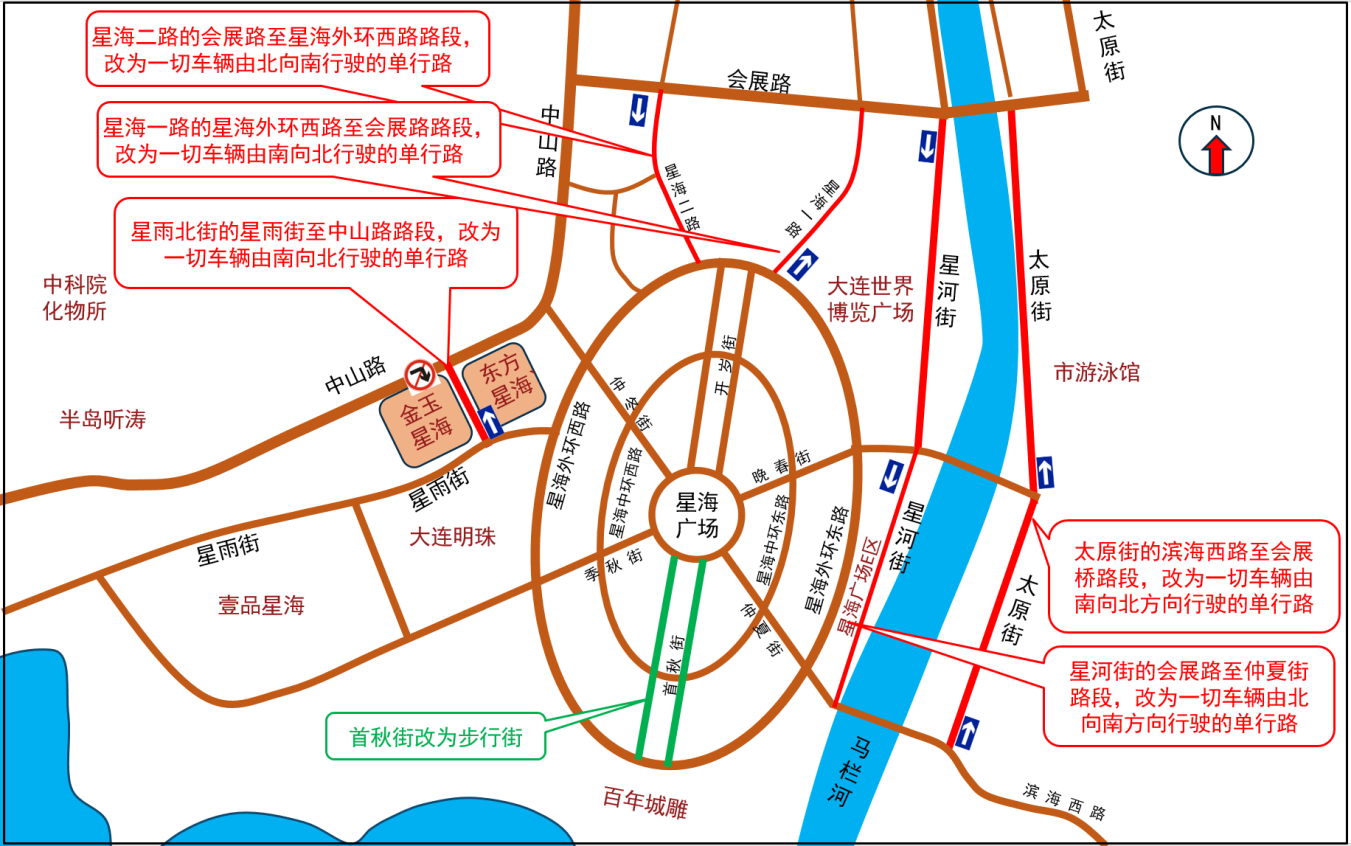 星海二路的会展路至星海外环西路路段，
改为一切车辆由北向南行驶的单行路
星海一路的星海外环西路至会展路路段，
改为一切车辆由南向北行驶的单行路
星雨北街的星雨街至中山路路段，改为
一切车辆由南向北行驶的单行路
中山路
会展路
太原街
N
星海二路
星海一路
中科院
化物所
大连世界
博览广场
星河街
太原街
市游泳馆
中山路
金玉
星海
东方
星海
半岛听涛
仲冬街
开岁街
星海外环西路
星海中环西路
晚春街
星海
广场
星海中环东路
星海外环东路
星雨街
星雨街
大连明珠
季秋街
壹品星海
仲夏街
首秋街
星海广场E区
星河街
太原街
太原街的滨海西路至会展
桥路段，改为一切车辆由
南向北方向行驶的单行路
星河街的会展路至仲夏街
路段，改为一切车辆由北
向南方向行驶的单行路
首秋街改为步行街
百年城雕
马栏河
滨海西路